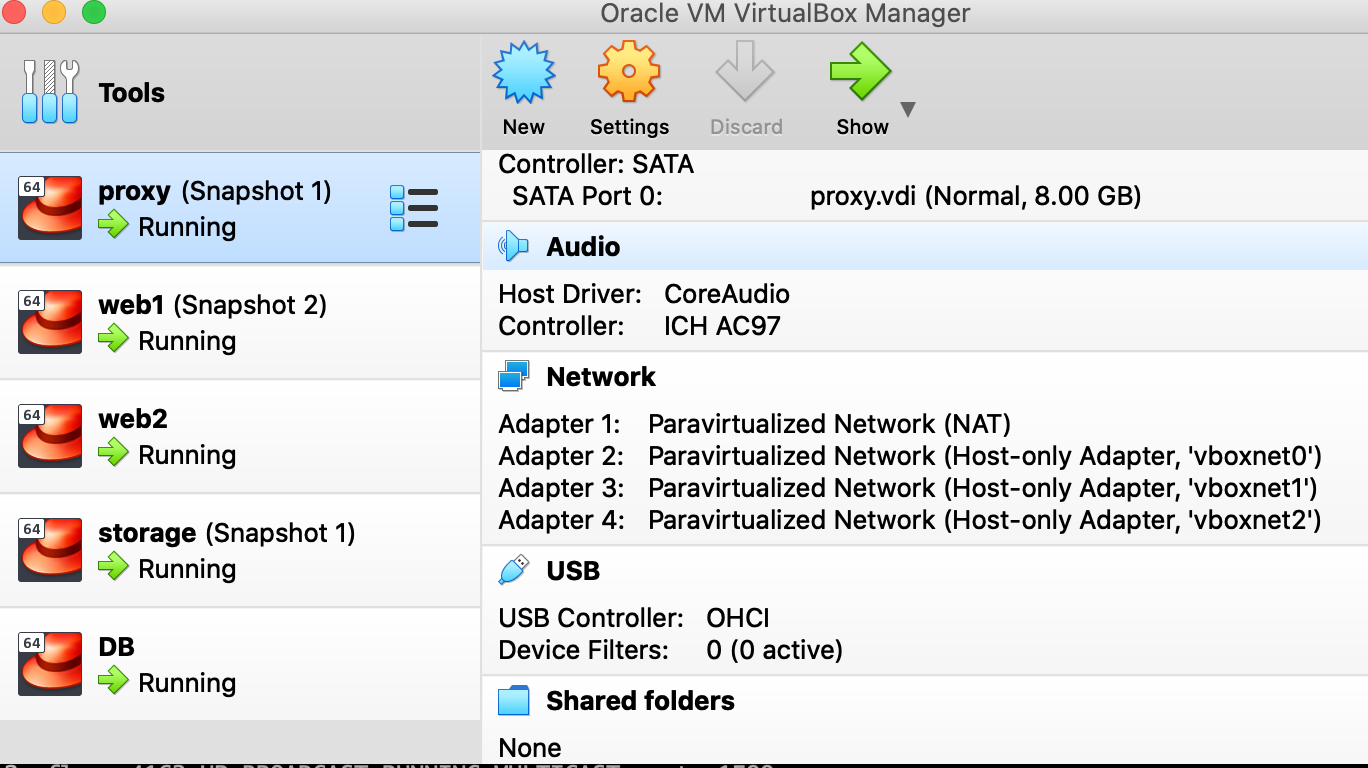 Oracle VM VirtualBox Manager
Tools
New
Settings
Discard
Show
64
proxy (Snapshot 1)
Running
64
web1 (Snapshot 2)
Running
64
web2
Running
64
storage (Snapshot 1)
Running
64
DB
Running
Controller: SATA
SATA Port 0: proxy.vdi (Normal, 8.00 GB)
Audio
Host Driver: CoreAudio
Controller: ICH AC97
Network
Adapter 1: Paravirtualized Network (NAT)
Adapter 2: Paravirtualized Network (Host-only Adapter, 'vboxnet0')
Adapter 3: Paravirtualized Network (Host-only Adapter, 'vboxnet1')
Adapter 4: Paravirtualized Network (Host-only Adapter, 'vboxnet2')
USB
USB Controller: OHCI
Device Filters: 0 (0 active)
Shared folders
None